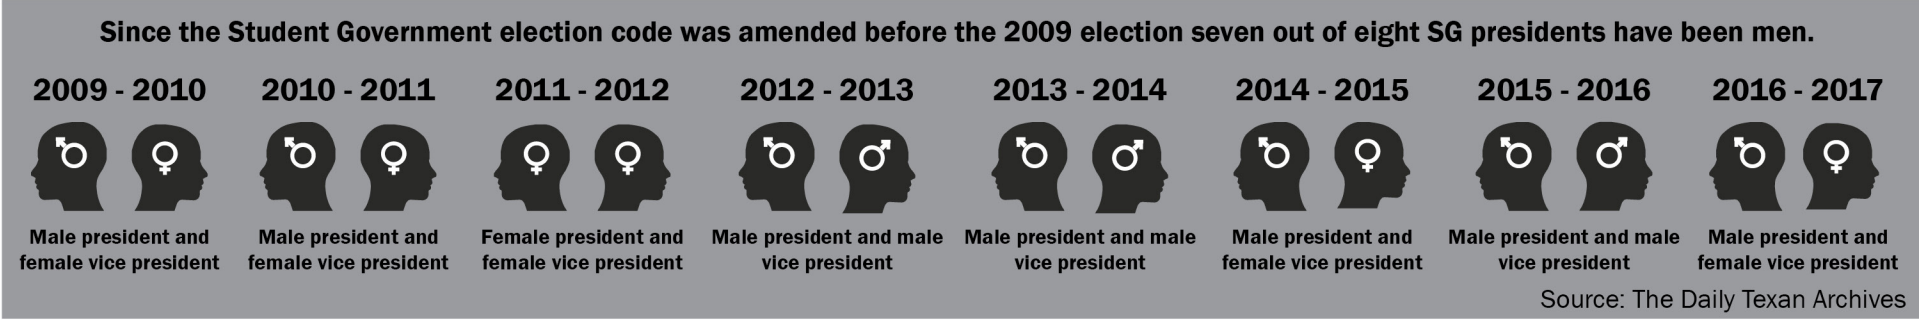 Since the Student Government election code was amended before the 2009 election seven out of eight SG presidents have been men.
2009 - 2010
Male president and
female vice president
2010 - 2011
Male president and
female vice president
2011 - 2012
Female president and
female vice president
2012 - 2013
Male president and male
vice president
2013 - 2014
Male president and male
vice president
2014 - 2015
Male president and
female vice president
2015 - 2016
Male president and male
vice president
2016 - 2017
Male president and
female vice president
Source: The Daily Texan Archives